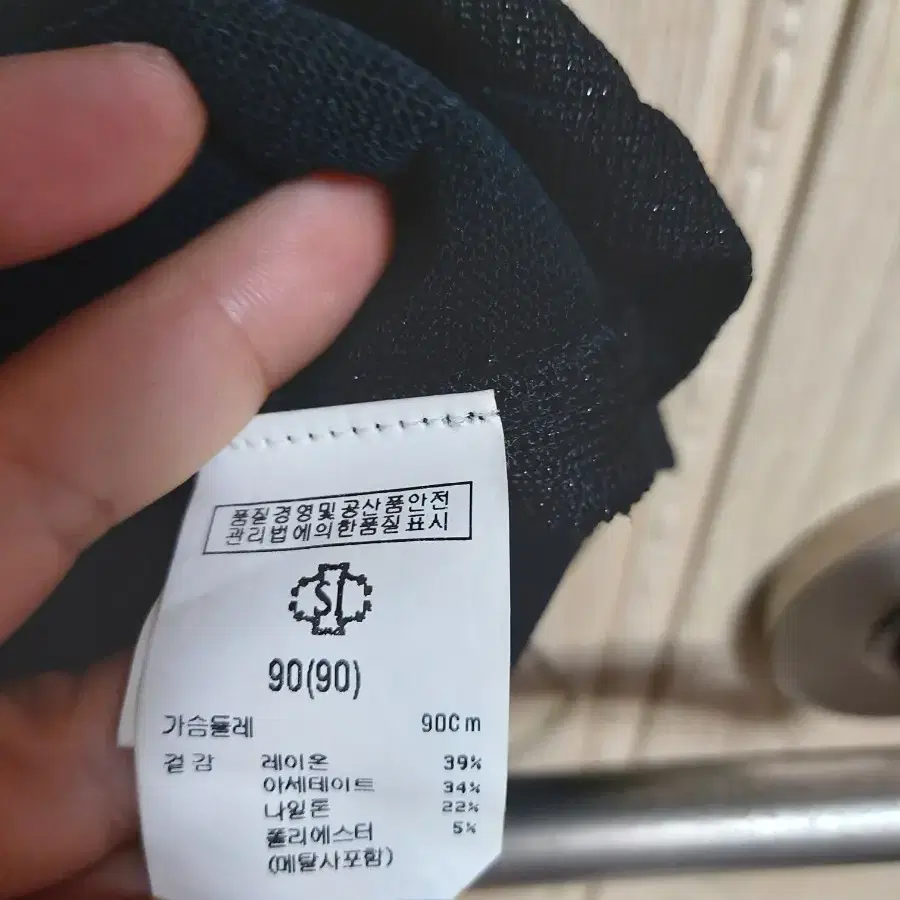 품질경영및공산품안전
관리법에의한품질표시
SI
90(90)
가슴둘레 90Cm
겉감 레이온 39%
아세테이트 34%
나일론 22%
폴리에스터 5%
(메탈사포함)